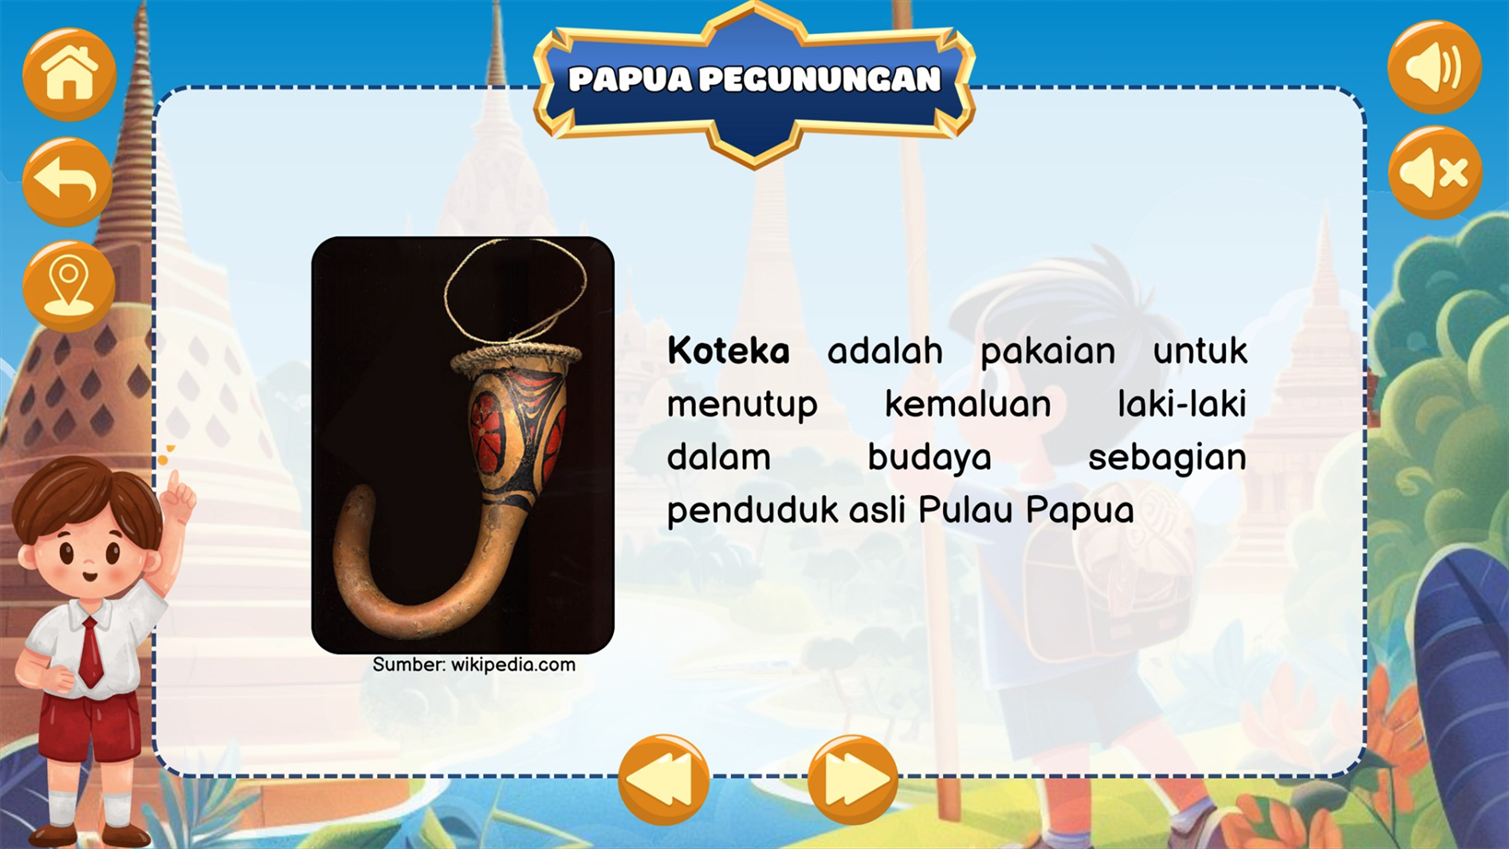 PAPUA PEGUNUNGAN
Koteka adalah pakaian untuk
menutup kemaluan laki-laki
dalam budaya sebagian
penduduk asli Pulau Papua
Sumber: wikipedia.com